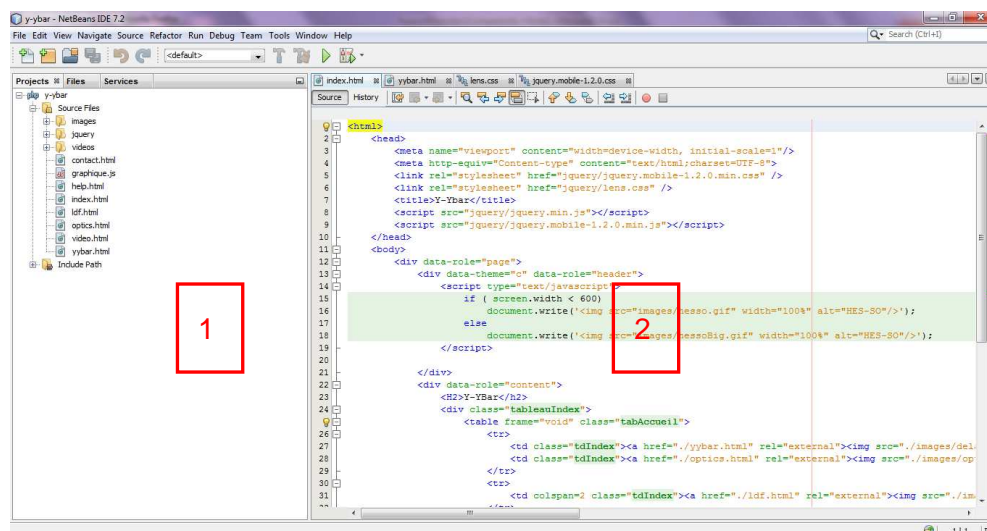 y-ybar - NetBeans IDE 7.2
File Edit View Navigate Source Refactor Run Debug Team Tools Window Help
Search (Ctrl+I)
<default>
Projects Files Services
index.html yybar.html lens.css jquery.mobile-1.2.0.css
Source History
y-ybar
Source Files
images
jquery
videos
contact.html
graphique.js
help.html
index.html
ldf.html
optics.html
video.html
yybar.html
Include Path
1
<html>
2 <head>
3 <meta name="viewport" content="width=device-width, initial-scale=1"/>
4 <meta http-equiv="Content-type" content="text/html;charset=UTF-8">
5 <link rel="stylesheet" href="jquery/jquery.mobile-1.2.0.min.css" />
6 <link rel="stylesheet" href="jquery/lens.css" />
7 <title>Y-Ybar</title>
8 <script src="jquery/jquery.min.js"></script>
9 <script src="jquery/jquery.mobile-1.2.0.min.js"></script>
10 </head>
11 <body>
12 <div data-role="page">
13 <div data-theme="c" data-role="header">
14 <script type="text/javascript">
15 if ( screen.width < 600)
16 document.write('<img src="images/hesso.gif" width="100%" alt="HES-SO"/>');
17 else
2
18 document.write('<img src="images/hessoBig.gif" width="100%" alt="HES-SO"/>');
19 </script>
20
21 </div>
22 <div data-role="content">
23 <H2>Y-YBar</h2>
24 <div class="tableauIndex">
<table frame="void" class="tabAccueil">
26 <tr>
27 <td class="tdIndex"><a href="./yybar.html" rel="external"><img src="./images/del
28 <td class="tdIndex"><a href="./optics.html" rel="external"><img src="./images/op
29 </tr>
30 <tr>
31 <td colspan=2 class="tdIndex"><a href="./ldf.html" rel="external"><img src="./im